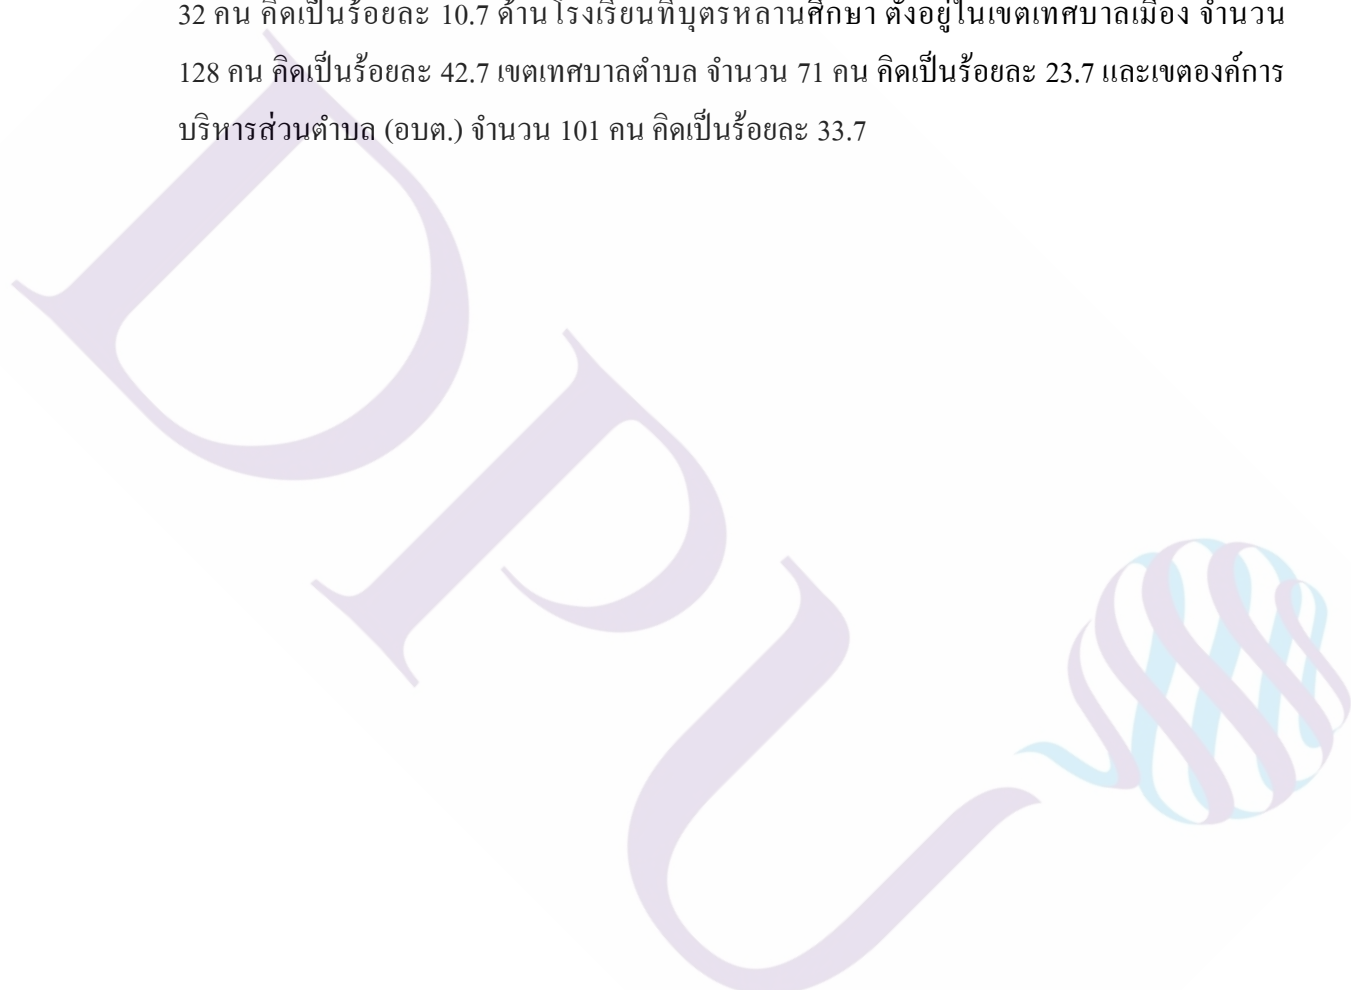 32 คน คิดเป็นร้อยละ 10.7 ด้านโรงเรียนที่บุตรหลานศึกษา ตั้งอยู่ในเขตเทศบาลเมือง จำนวน
128 คน คิดเป็นร้อยละ 42.7 เขตเทศบาลตำบล จำนวน 71 คน คิดเป็นร้อยละ 23.7 และเขตองค์การ
บริหารส่วนตำบล (อบต.) จำนวน 101 คน คิดเป็นร้อยละ 33.7
DPU